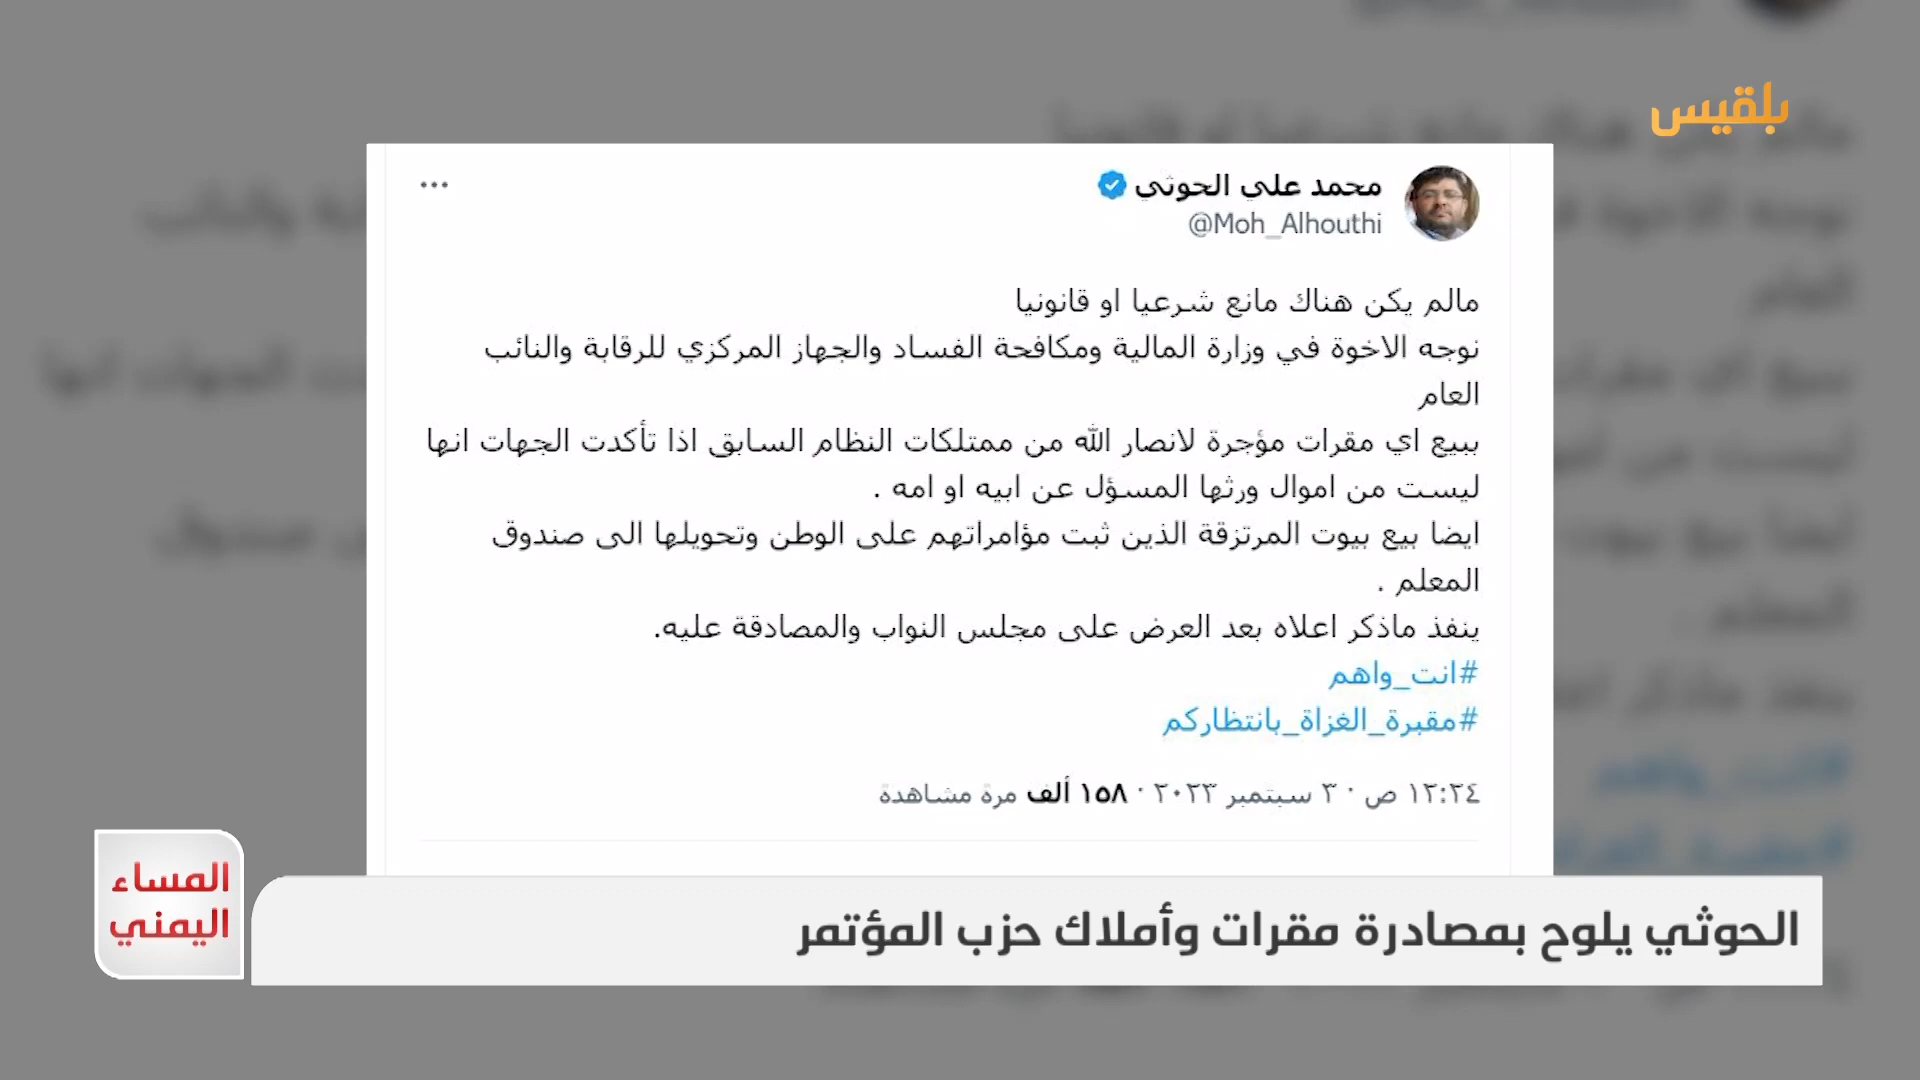 بلقيس
محمد علي الحوثي
@Moh_Alhouthi
مالم يكن هناك مانع شرعيا او قانونيا
نوجه الاخوة في وزارة المالية ومكافحة الفساد والجهاز المركزي للرقابة والنائب
العام
ببيع اي مقرات مؤجرة لانصار الله من ممتلكات النظام السابق اذا تأكدت الجهات انها
ليست من اموال ورثها المسؤل عن ابيه او امه .
ايضا بيع بيوت المرتزقة الذين ثبت مؤامراتهم على الوطن وتحويلها الى صندوق
المعلم .
ينفذ ماذكر اعلاه بعد العرض على مجلس النواب والمصادقة عليه.
#انت_واهم
#مقبرة_الغزاة_بانتظاركم
١٢:٢٤ ص · ٣ سبتمبر ٢٠٢٣ · ١٥٨ ألف مرة مشاهدة
الحوثي يلوح بمصادرة مقرات وأملاك حزب المؤتمر
المساء
اليمني